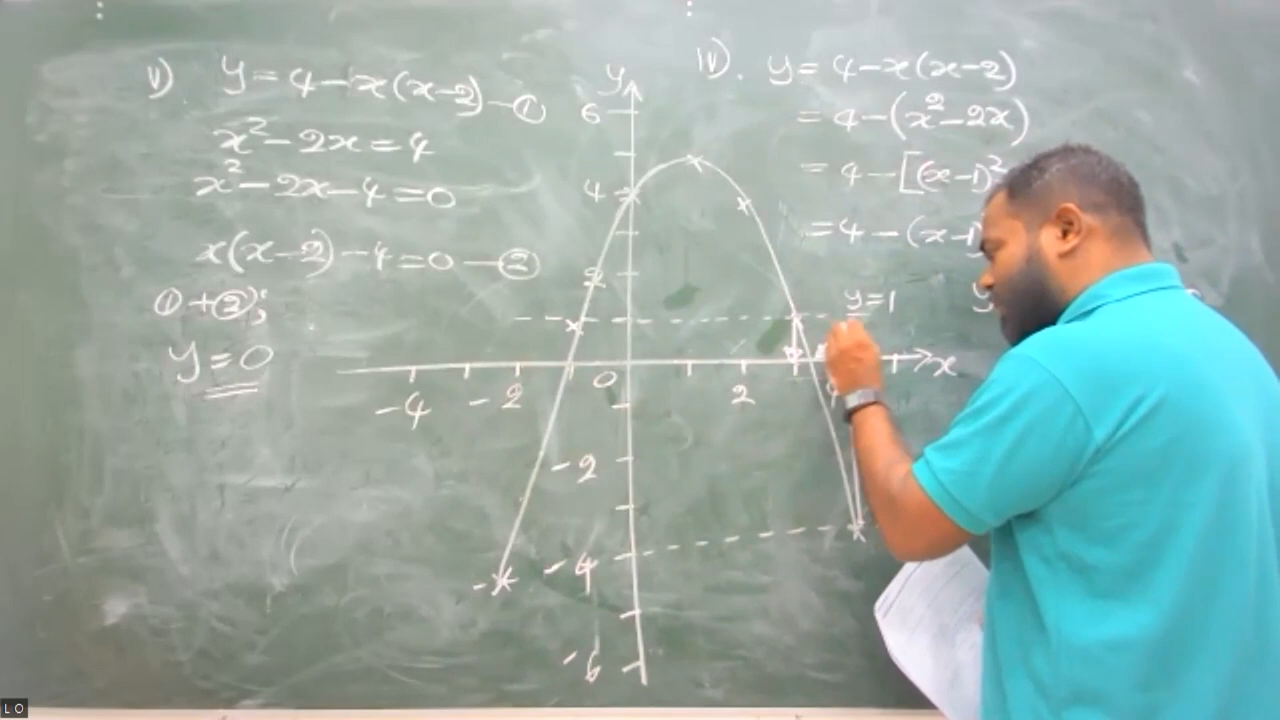 v) y = 4 - x(x-2) — ①
x² - 2x = 4
x² - 2x - 4 = 0
x(x-2) - 4 = 0 — ②
① + ②;
y = 0
y
6
4
2
0
-4
-2
2
x
-2
-4
-6
iv). y = 4 - x(x-2)
= 4 - (x² - 2x)
= 4 - [(x-1)²
= 4 - (x-1)
y = 1
y
L O